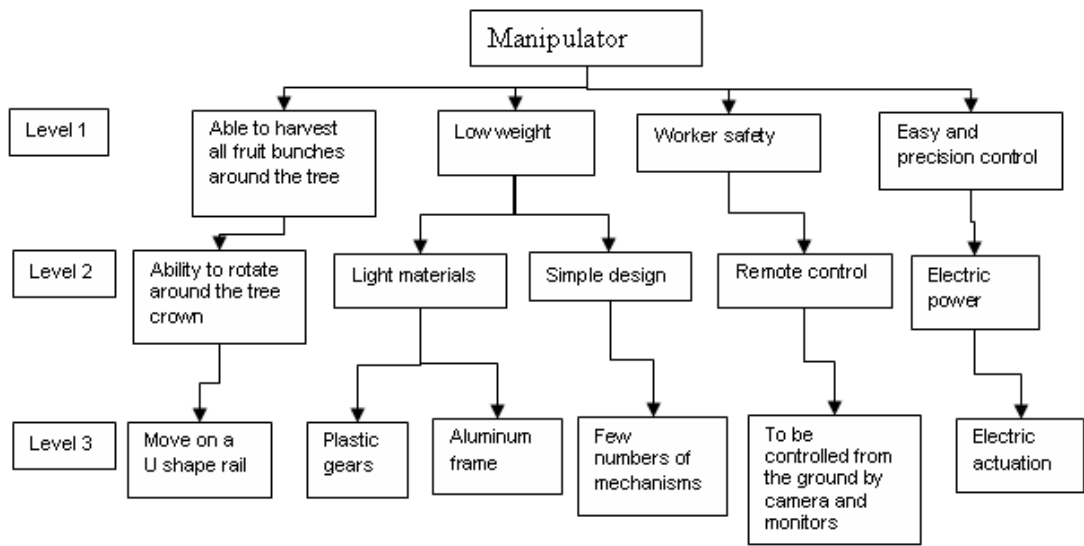 Manipulator
Level 1
Able to harvest
all fruit bunches
around the tree
Low weight
Worker safety
Easy and
precision control
Level 2
Ability to rotate
around the tree
crown
Light materials
Simple design
Remote control
Electric
power
Level 3
Move on a
U shape rail
Plastic
gears
Aluminum
frame
Few
numbers of
mechanisms
To be
controlled from
the ground by
camera and
monitors
Electric
actuation